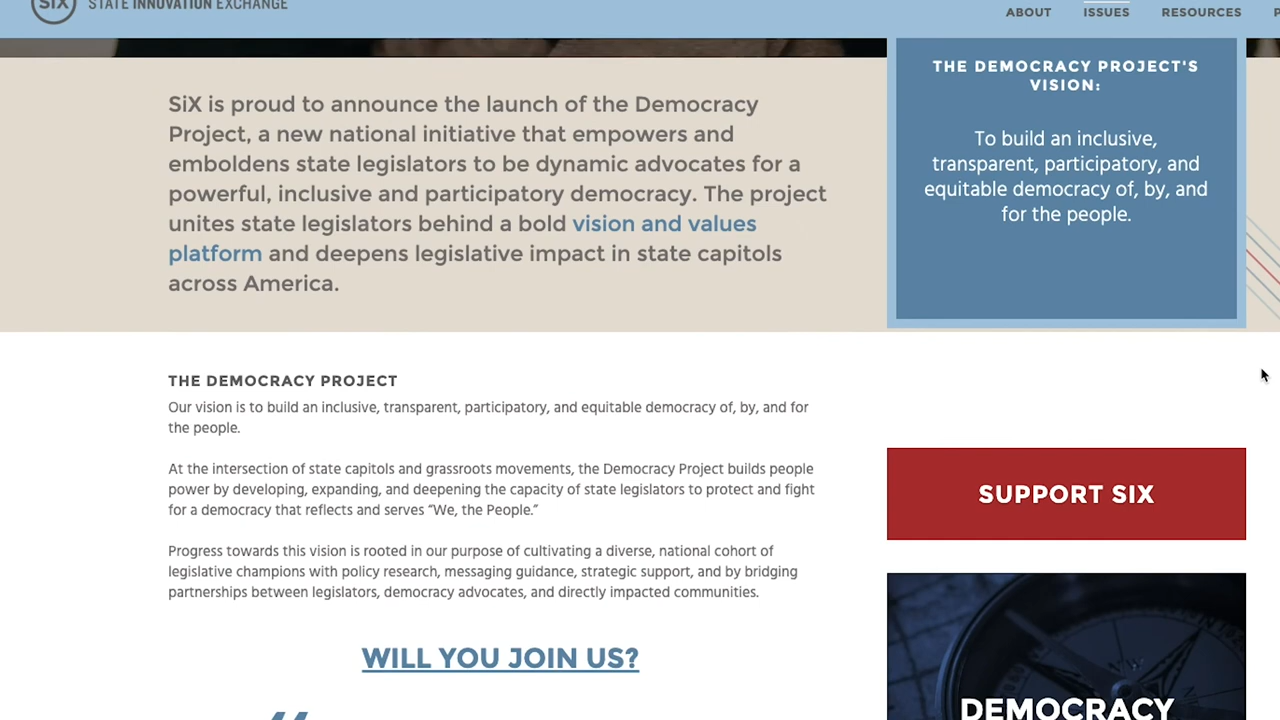 SiX STATE INNOVATION EXCHANGE
ABOUT ISSUES RESOURCES
THE DEMOCRACY PROJECT'S
VISION:
To build an inclusive,
transparent, participatory, and
equitable democracy of, by, and
for the people.
SiX is proud to announce the launch of the Democracy
Project, a new national initiative that empowers and
emboldens state legislators to be dynamic advocates for a
powerful, inclusive and participatory democracy. The project
unites state legislators behind a bold vision and values
platform and deepens legislative impact in state capitols
across America.
THE DEMOCRACY PROJECT
Our vision is to build an inclusive, transparent, participatory, and equitable democracy of, by, and for
the people.
At the intersection of state capitols and grassroots movements, the Democracy Project builds people
power by developing, expanding, and deepening the capacity of state legislators to protect and fight
for a democracy that reflects and serves “We, the People.”
Progress towards this vision is rooted in our purpose of cultivating a diverse, national cohort of
legislative champions with policy research, messaging guidance, strategic support, and by bridging
partnerships between legislators, democracy advocates, and directly impacted communities.
WILL YOU JOIN US?
“
SUPPORT SIX
DEMOCRACY